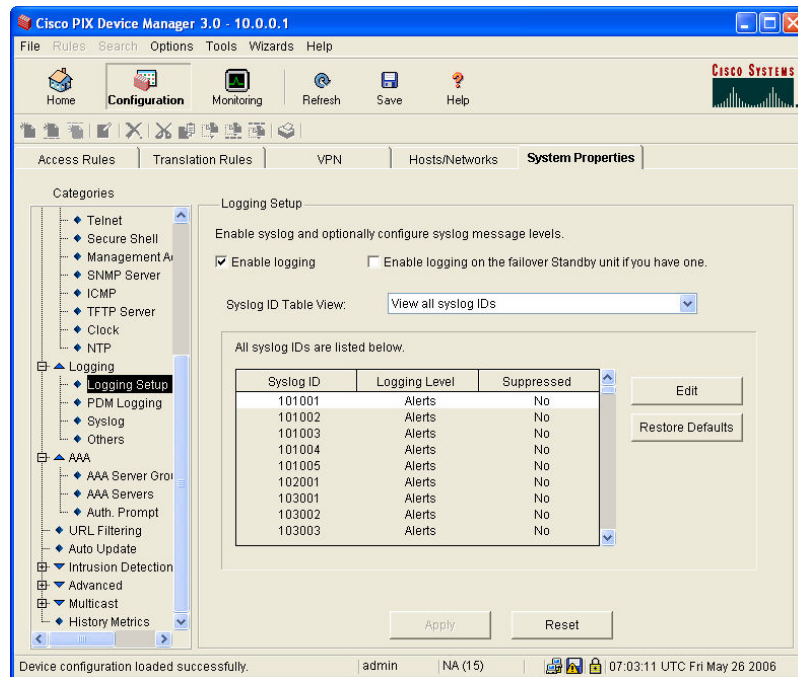 Cisco PIX Device Manager 3.0 - 10.0.0.1
File Rules Search Options Tools Wizards Help
Home Configuration Monitoring Refresh Save Help
CISCO SYSTEMS
Access Rules Translation Rules VPN Hosts/Networks System Properties
Categories
Telnet
Secure Shell
Management A
SNMP Server
ICMP
TFTP Server
Clock
NTP
Logging
Logging Setup
PDM Logging
Syslog
Others
AAA
AAA Server Grou
AAA Servers
Auth. Prompt
URL Filtering
Auto Update
Intrusion Detection
Advanced
Multicast
History Metrics
Logging Setup
Enable syslog and optionally configure syslog message levels.
Enable logging Enable logging on the failover Standby unit if you have one.
Syslog ID Table View: View all syslog IDs
All syslog IDs are listed below.
Syslog ID Logging Level Suppressed
101001 Alerts No
101002 Alerts No
101003 Alerts No
101004 Alerts No
101005 Alerts No
102001 Alerts No
103001 Alerts No
103002 Alerts No
103003 Alerts No
Edit
Restore Defaults
Apply Reset
Device configuration loaded successfully. admin NA (15) 07:03:11 UTC Fri May 26 2006